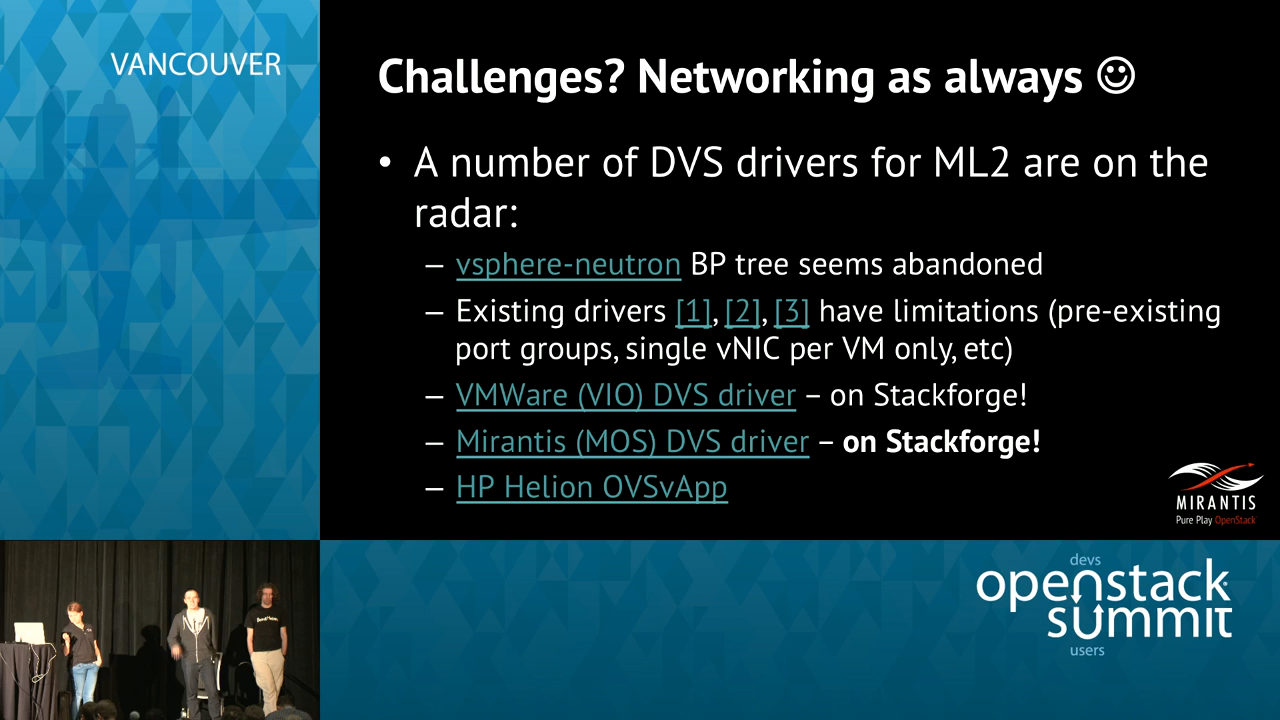 VANCOUVER
Challenges? Networking as always ☺
• A number of DVS drivers for ML2 are on the
radar:
– vsphere-neutron BP tree seems abandoned
– Existing drivers [1], [2], [3] have limitations (pre-existing
port groups, single vNIC per VM only, etc)
– VMWare (VIO) DVS driver – on Stackforge!
– Mirantis (MOS) DVS driver – on Stackforge!
– HP Helion OVSvApp
MIRANTIS
Pure Play OpenStack
devs
openstack
summit
users